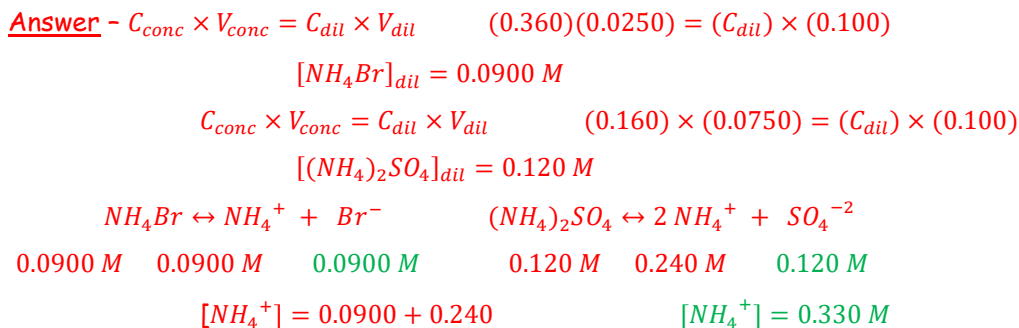 Answer – C_conc × V_conc = C_dil × V_dil (0.360)(0.0250) = (C_dil) × (0.100)
[NH₄Br]_dil = 0.0900 M
C_conc × V_conc = C_dil × V_dil (0.160) × (0.0750) = (C_dil) × (0.100)
[(NH₄)₂SO₄]_dil = 0.120 M
NH₄Br ↔ NH₄⁺ + Br⁻ (NH₄)₂SO₄ ↔ 2 NH₄⁺ + SO₄⁻²
0.0900 M 0.0900 M 0.0900 M 0.120 M 0.240 M 0.120 M
[NH₄⁺] = 0.0900 + 0.240 [NH₄⁺] = 0.330 M